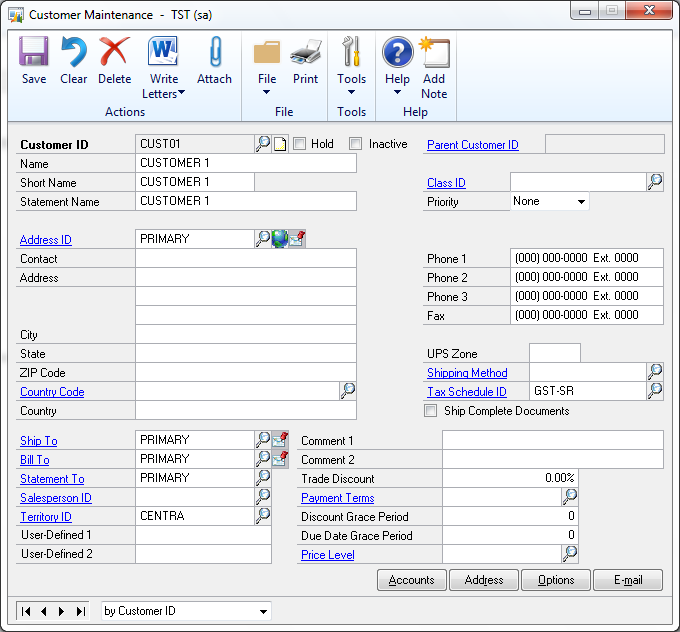 Customer Maintenance - TST (sa)
Save Clear Delete Write Letters Attach File Print Tools Help Add Note
Actions File Tools Help
Customer ID CUST01 Hold Inactive Parent Customer ID
Name CUSTOMER 1
Short Name CUSTOMER 1 Class ID
Statement Name CUSTOMER 1 Priority None
Address ID PRIMARY
Contact Phone 1 (000) 000-0000 Ext. 0000
Address Phone 2 (000) 000-0000 Ext. 0000
Phone 3 (000) 000-0000 Ext. 0000
Fax (000) 000-0000 Ext. 0000
City
State UPS Zone
ZIP Code Shipping Method
Country Code Tax Schedule ID GST-SR
Country Ship Complete Documents
Ship To PRIMARY Comment 1
Bill To PRIMARY Comment 2
Statement To PRIMARY Trade Discount 0.00%
Salesperson ID Payment Terms
Territory ID CENTRA Discount Grace Period 0
User-Defined 1 Due Date Grace Period 0
User-Defined 2 Price Level
Accounts Address Options E-mail
by Customer ID